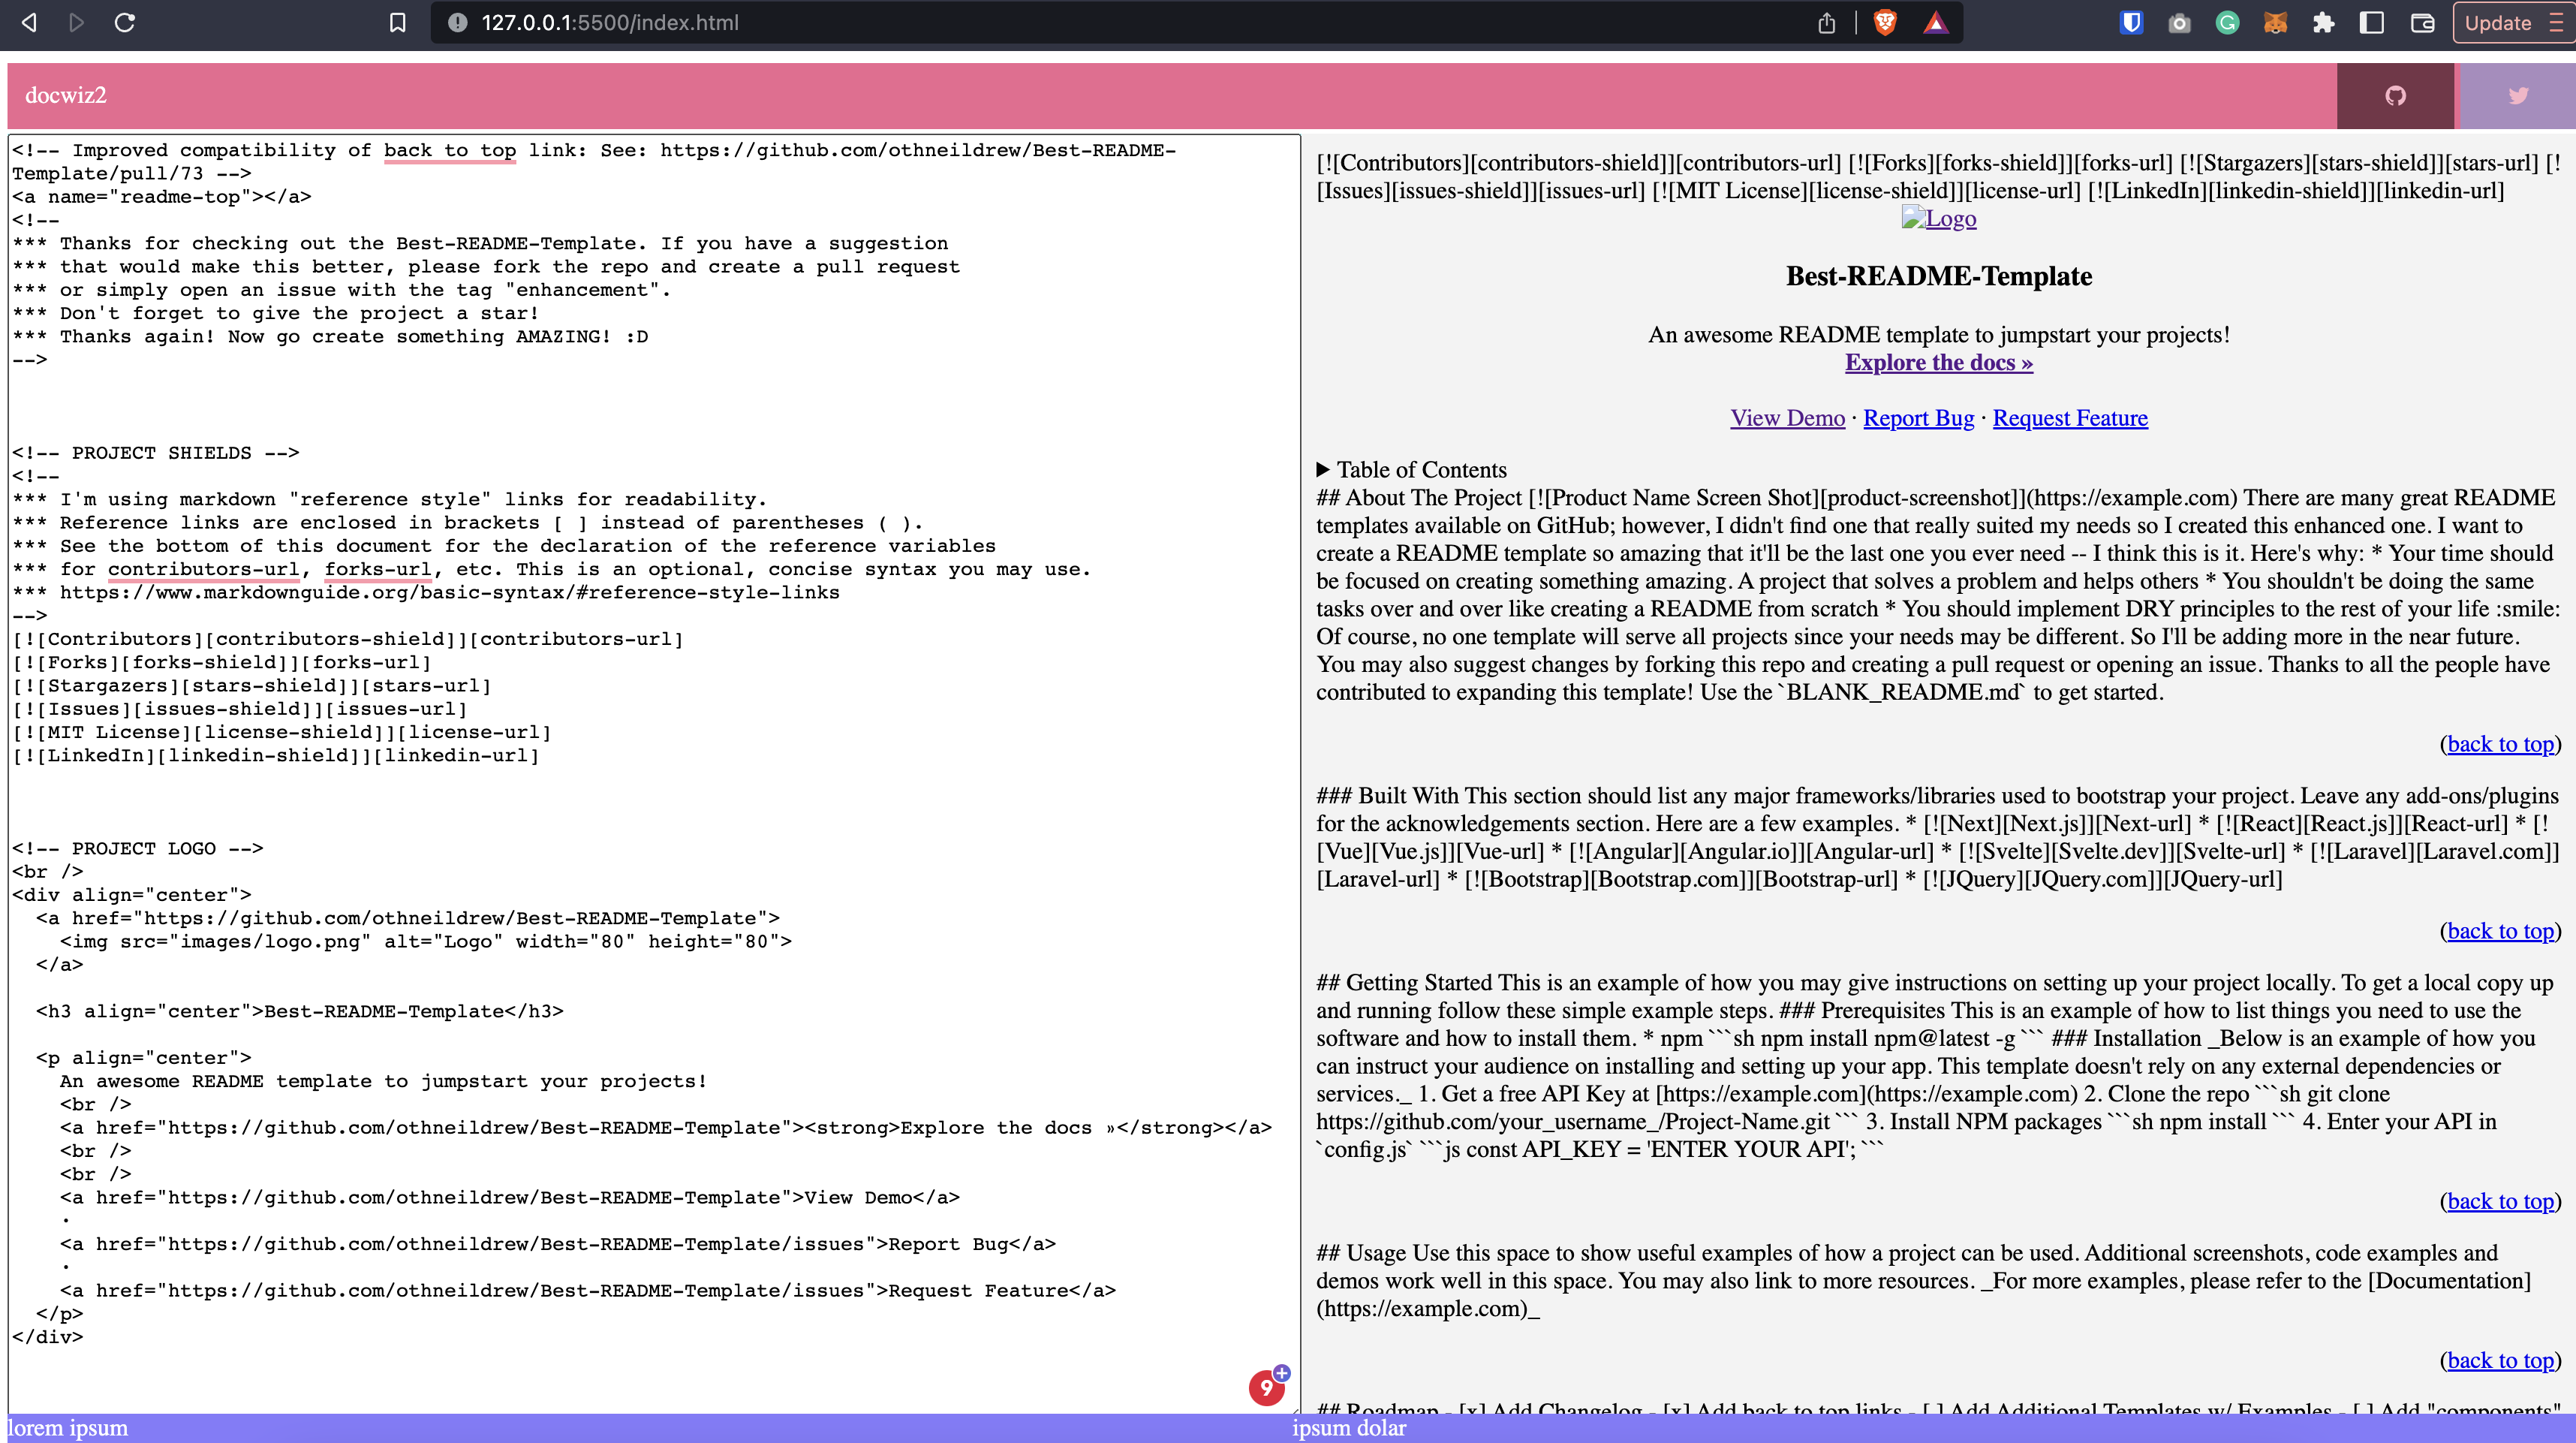 127.0.0.1:5500/index.html
Update
docwiz2
<!-- Improved compatibility of back to top link: See: https://github.com/othneildrew/Best-README-
Template/pull/73 -->
<a name="readme-top"></a>
<!--
*** Thanks for checking out the Best-README-Template. If you have a suggestion
*** that would make this better, please fork the repo and create a pull request
*** or simply open an issue with the tag "enhancement".
*** Don't forget to give the project a star!
*** Thanks again! Now go create something AMAZING! :D
-->
<!-- PROJECT SHIELDS -->
<!--
*** I'm using markdown "reference style" links for readability.
*** Reference links are enclosed in brackets [ ] instead of parentheses ( ).
*** See the bottom of this document for the declaration of the reference variables
*** for contributors-url, forks-url, etc. This is an optional, concise syntax you may use.
*** https://www.markdownguide.org/basic-syntax/#reference-style-links
-->
[![Contributors][contributors-shield]][contributors-url]
[![Forks][forks-shield]][forks-url]
[![Stargazers][stars-shield]][stars-url]
[![Issues][issues-shield]][issues-url]
[![MIT License][license-shield]][license-url]
[![LinkedIn][linkedin-shield]][linkedin-url]
<!-- PROJECT LOGO -->
<br />
<div align="center">
<a href="https://github.com/othneildrew/Best-README-Template">
<img src="images/logo.png" alt="Logo" width="80" height="80">
</a>
<h3 align="center">Best-README-Template</h3>
<p align="center">
An awesome README template to jumpstart your projects!
<br />
<a href="https://github.com/othneildrew/Best-README-Template"><strong>Explore the docs »</strong></a>
<br />
<br />
<a href="https://github.com/othneildrew/Best-README-Template">View Demo</a>
·
<a href="https://github.com/othneildrew/Best-README-Template/issues">Report Bug</a>
·
<a href="https://github.com/othneildrew/Best-README-Template/issues">Request Feature</a>
</p>
</div>
9
[![Contributors][contributors-shield]][contributors-url] [![Forks][forks-shield]][forks-url] [![Stargazers][stars-shield]][stars-url] [!
[Issues][issues-shield]][issues-url] [![MIT License][license-shield]][license-url] [![LinkedIn][linkedin-shield]][linkedin-url]
Logo
Best-README-Template
An awesome README template to jumpstart your projects!
Explore the docs »
View Demo · Report Bug · Request Feature
▶ Table of Contents
## About The Project [![Product Name Screen Shot][product-screenshot]](https://example.com) There are many great README
templates available on GitHub; however, I didn't find one that really suited my needs so I created this enhanced one. I want to
create a README template so amazing that it'll be the last one you ever need -- I think this is it. Here's why: * Your time should
be focused on creating something amazing. A project that solves a problem and helps others * You shouldn't be doing the same
tasks over and over like creating a README from scratch * You should implement DRY principles to the rest of your life :smile:
Of course, no one template will serve all projects since your needs may be different. So I'll be adding more in the near future.
You may also suggest changes by forking this repo and creating a pull request or opening an issue. Thanks to all the people have
contributed to expanding this template! Use the `BLANK_README.md` to get started.
(back to top)
### Built With This section should list any major frameworks/libraries used to bootstrap your project. Leave any add-ons/plugins
for the acknowledgements section. Here are a few examples. * [![Next][Next.js]][Next-url] * [![React][React.js]][React-url] * [!
[Vue][Vue.js]][Vue-url] * [![Angular][Angular.io]][Angular-url] * [![Svelte][Svelte.dev]][Svelte-url] * [![Laravel][Laravel.com]]
[Laravel-url] * [![Bootstrap][Bootstrap.com]][Bootstrap-url] * [![JQuery][JQuery.com]][JQuery-url]
(back to top)
## Getting Started This is an example of how you may give instructions on setting up your project locally. To get a local copy up
and running follow these simple example steps. ### Prerequisites This is an example of how to list things you need to use the
software and how to install them. * npm ```sh npm install npm@latest -g ``` ### Installation _Below is an example of how you
can instruct your audience on installing and setting up your app. This template doesn't rely on any external dependencies or
services._ 1. Get a free API Key at [https://example.com](https://example.com) 2. Clone the repo ```sh git clone
https://github.com/your_username_/Project-Name.git ``` 3. Install NPM packages ```sh npm install ``` 4. Enter your API in
`config.js` ```js const API_KEY = 'ENTER YOUR API'; ```
(back to top)
## Usage Use this space to show useful examples of how a project can be used. Additional screenshots, code examples and
demos work well in this space. You may also link to more resources. _For more examples, please refer to the [Documentation]
(https://example.com)_
(back to top)
## Roadmap - [x] Add Changelog - [x] Add back to top links - [ ] Add Additional Templates w/ Examples - [ ] Add "components"
lorem ipsum
ipsum dolar